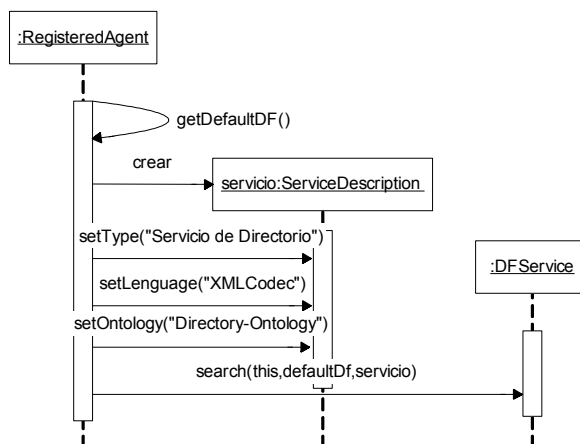 :RegisteredAgent
getDefaultDF()
crear
servicio:ServiceDescription
setType("Servicio de Directorio")
:DFService
setLenguage("XMLCodec")
setOntology("Directory-Ontology")
search(this,defaultDf,servicio)